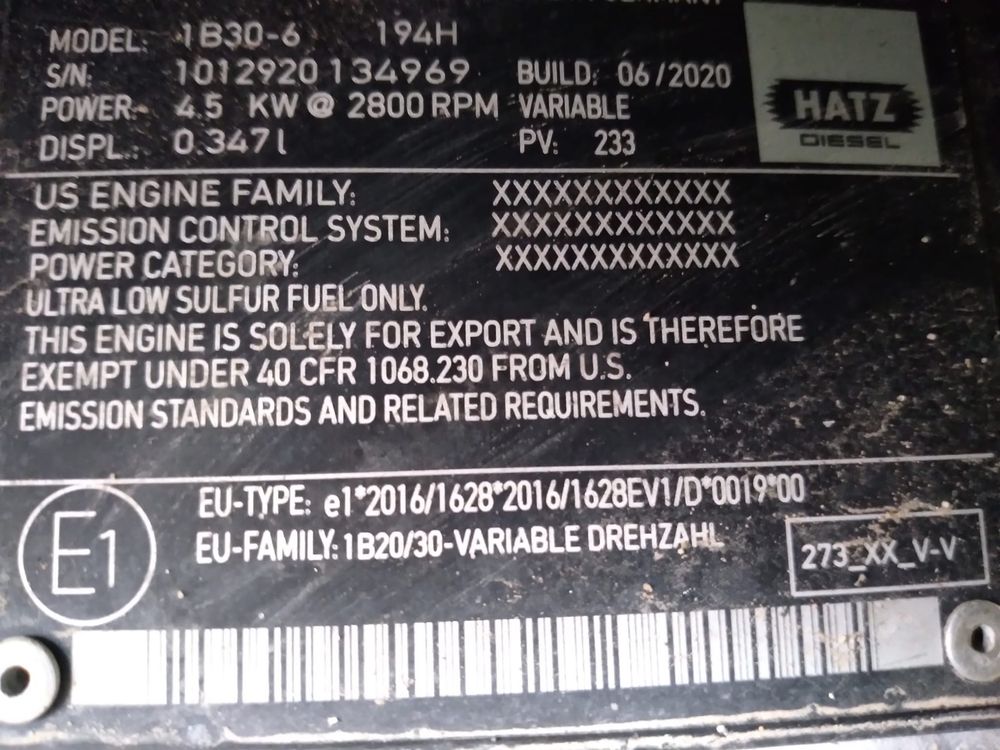 GERMANY
MODEL: 1B30-6 194H
S/N: 1012920134969 BUILD: 06/2020
POWER: 4.5 KW @ 2800 RPM VARIABLE
DISPL.: 0.347l PV: 233
HATZ
DIESEL
US ENGINE FAMILY: XXXXXXXXXXXX
EMISSION CONTROL SYSTEM: XXXXXXXXXXXX
POWER CATEGORY: XXXXXXXXXXXXX
ULTRA LOW SULFUR FUEL ONLY.
THIS ENGINE IS SOLELY FOR EXPORT AND IS THEREFORE
EXEMPT UNDER 40 CFR 1068.230 FROM U.S.
EMISSION STANDARDS AND RELATED REQUIREMENTS.
E1
EU-TYPE: e1*2016/1628*2016/1628EV1/D*0019*00
EU-FAMILY: 1B20/30-VARIABLE DREHZAHL
273_XX_V-V